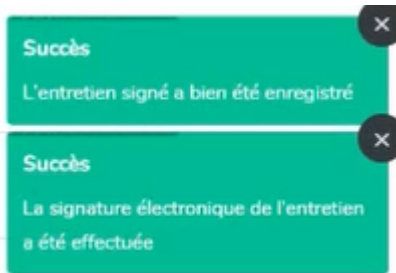 Succès
L'entretien signé a bien été enregistré
Succès
La signature électronique de l'entretien
a été effectuée